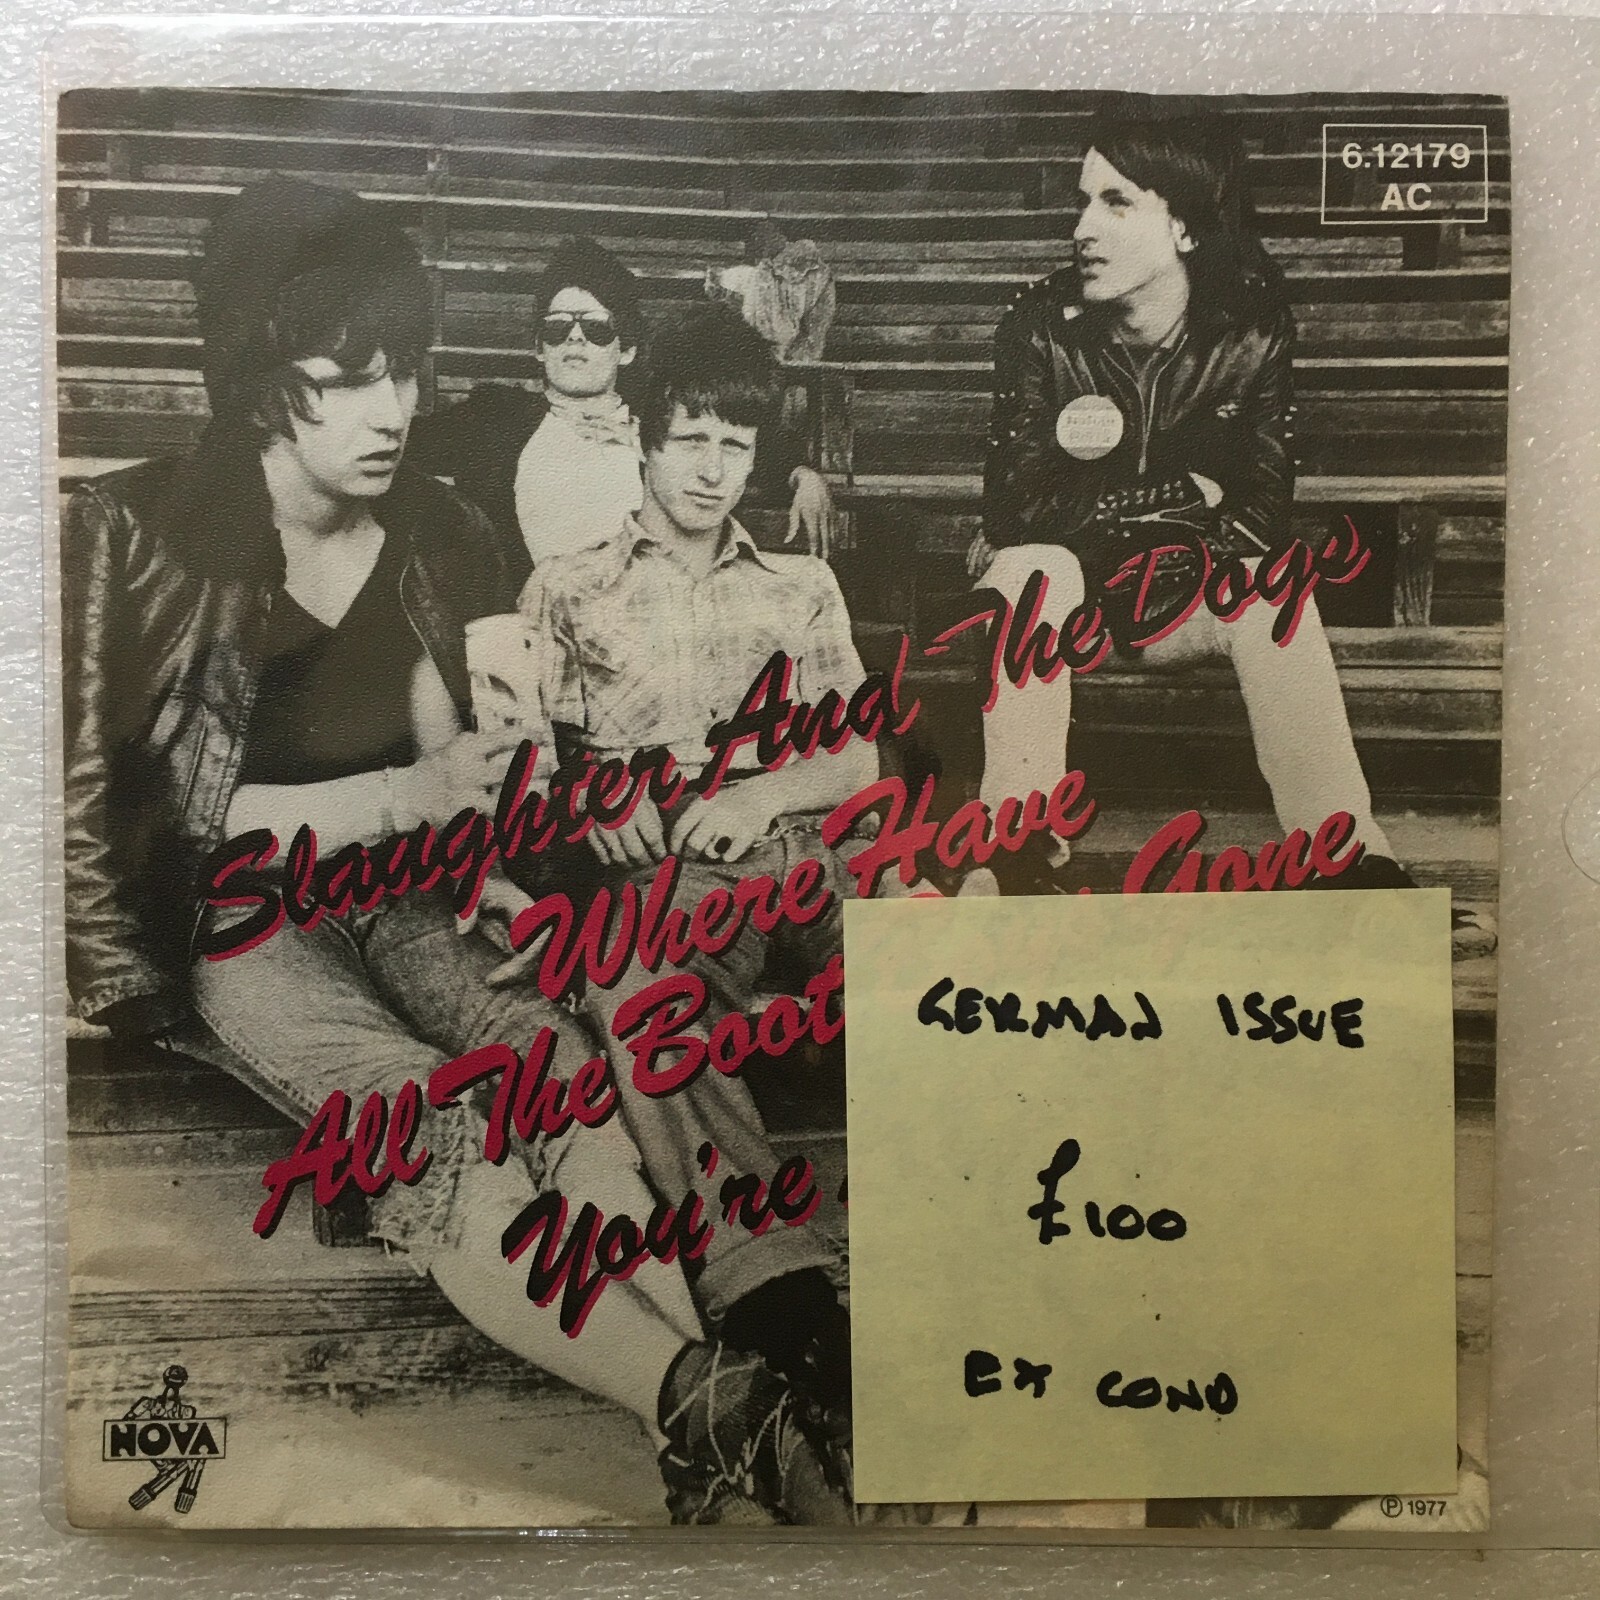 6.12179
AC
Slaughter And The Dogs
Where Have
All The Boot Gone
You're
GERMAN ISSUE
£100
EX COND
NOVA
℗ 1977